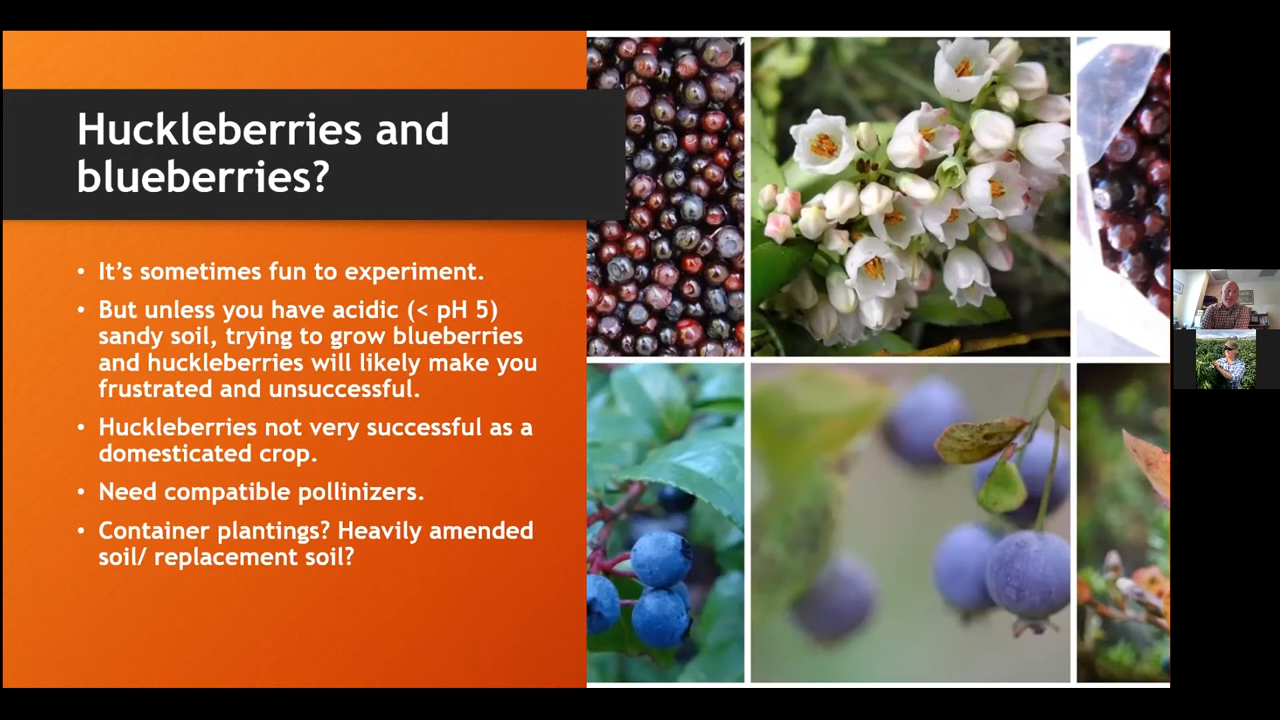 Huckleberries and
blueberries?
• It’s sometimes fun to experiment.
• But unless you have acidic (< pH 5)
sandy soil, trying to grow blueberries
and huckleberries will likely make you
frustrated and unsuccessful.
• Huckleberries not very successful as a
domesticated crop.
• Need compatible pollinizers.
• Container plantings? Heavily amended
soil/ replacement soil?